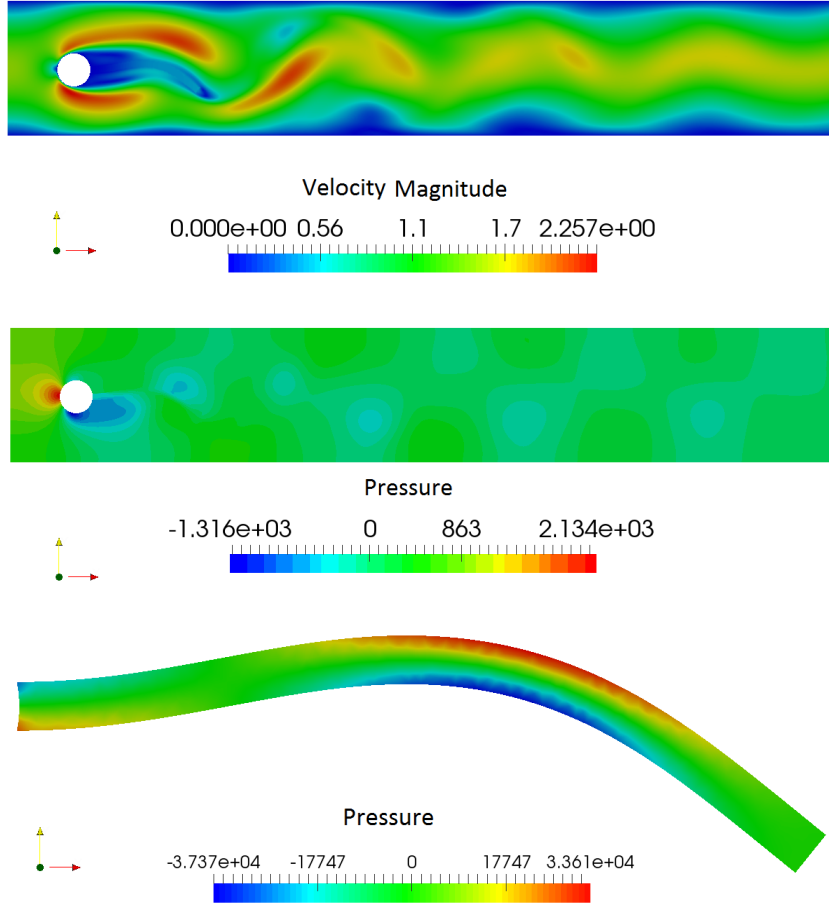 Velocity Magnitude
0.000e+00 0.56 1.1 1.7 2.257e+00
Pressure
-1.316e+03 0 863 2.134e+03
Pressure
-3.737e+04 -17747 0 17747 3.361e+04